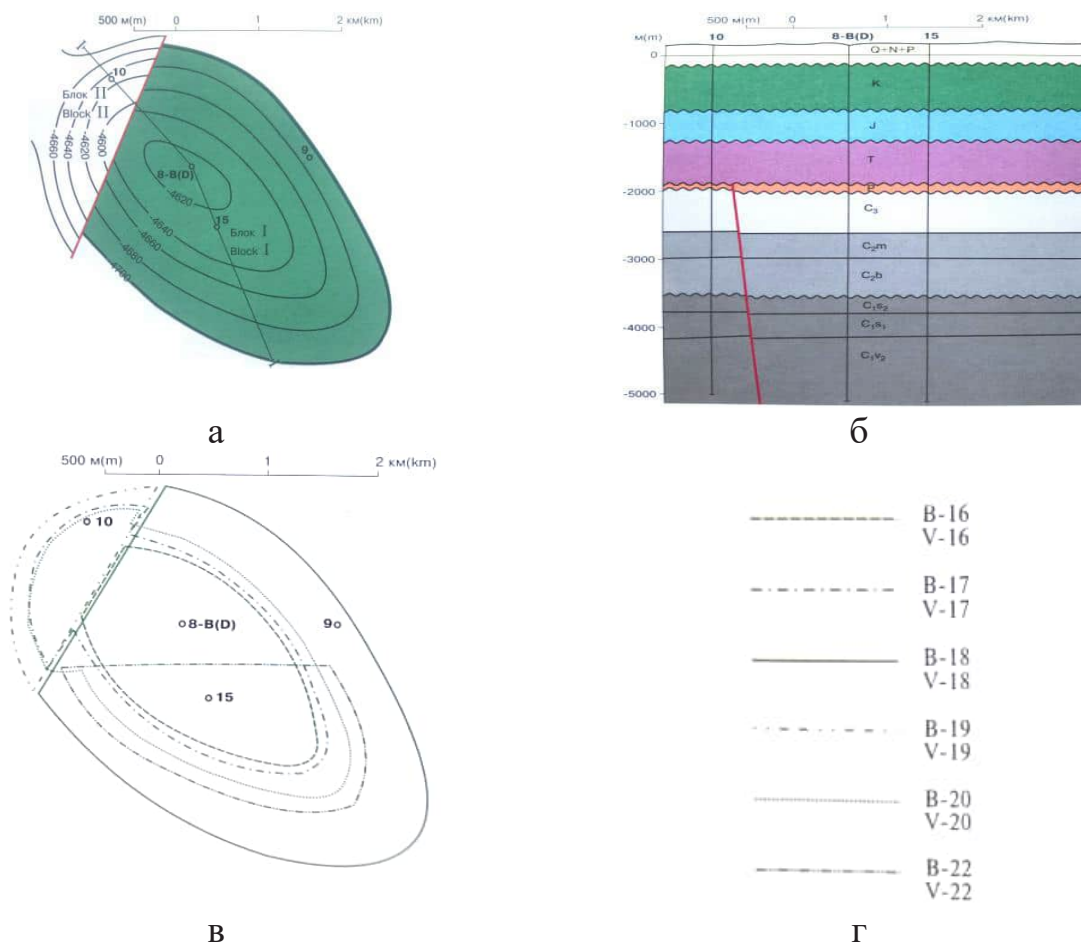 500 м(m) 0 1 2 км(km)
I
10
Блок II
Block II
-4660
-4640
-4620
-4600
9
8-В(D)
-4620
15
Блок I
Block I
-4640
-4660
-4680
-4700
I
а
500 м(m) 0 1 2 км(km)
м(m) 10 8-В(D) 15
0
Q+N+P
K
-1000
J
T
-2000
P
C₃
C₂m
-3000
C₂b
C₁s₂
-4000
C₁s₁
C₁v₂
-5000
б
500 м(m) 0 1 2 км(km)
10
8-В(D)
9
15
в
В-16
V-16
В-17
V-17
В-18
V-18
В-19
V-19
В-20
V-20
В-22
V-22
г